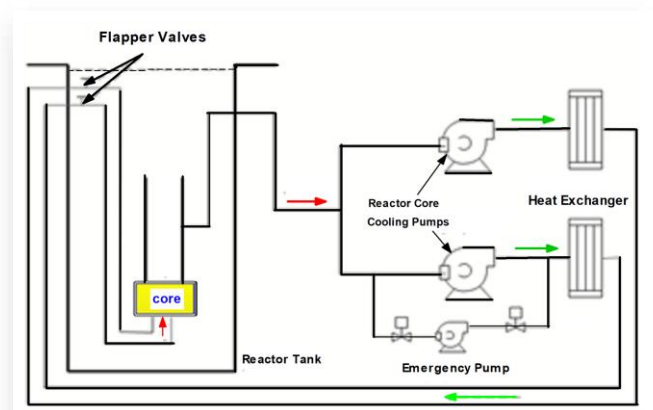 Flapper Valves
Reactor Core
Cooling Pumps
Heat Exchanger
core
Reactor Tank
Emergency Pump